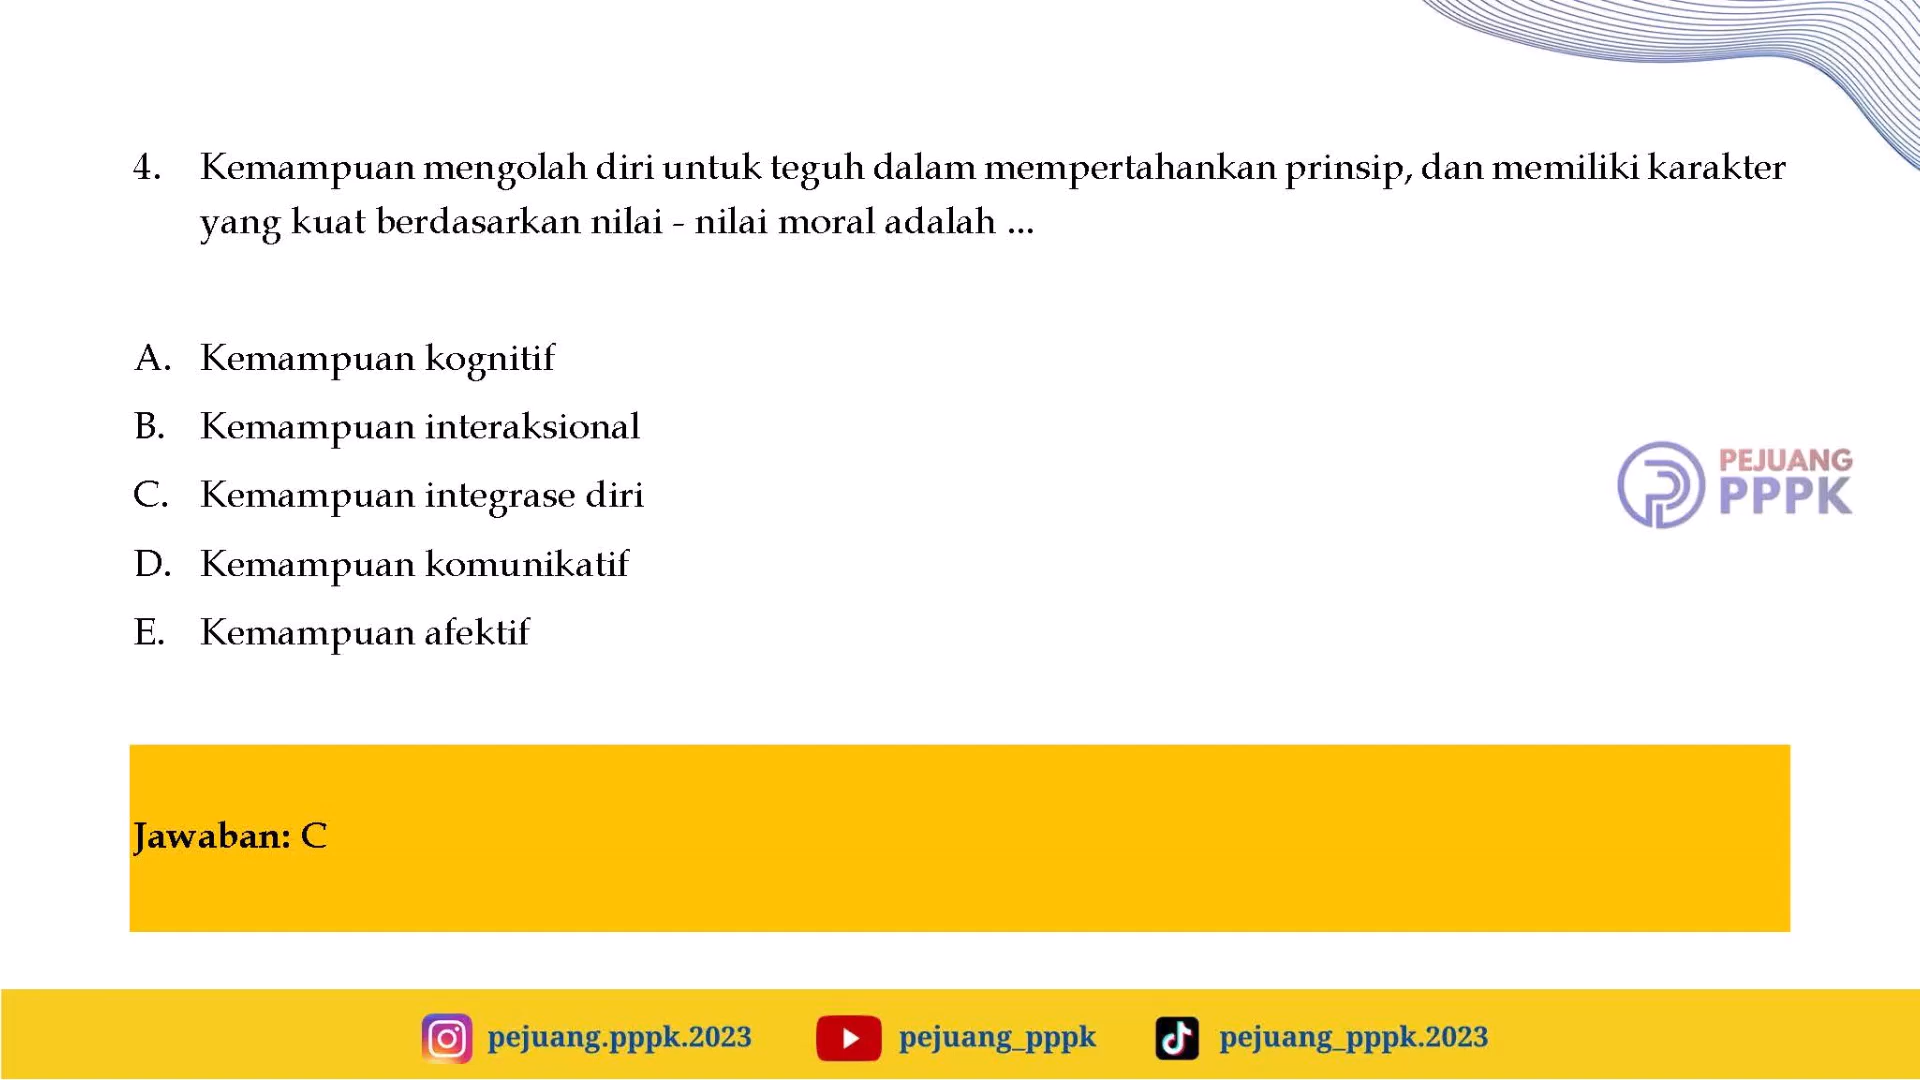 4. Kemampuan mengolah diri untuk teguh dalam mempertahankan prinsip, dan memiliki karakter
yang kuat berdasarkan nilai - nilai moral adalah ...
A. Kemampuan kognitif
B. Kemampuan interaksional
C. Kemampuan integrase diri
D. Kemampuan komunikatif
E. Kemampuan afektif
PEJUANG
PPPK
Jawaban: C
pejuang.pppk.2023 pejuang_pppk pejuang_pppk.2023